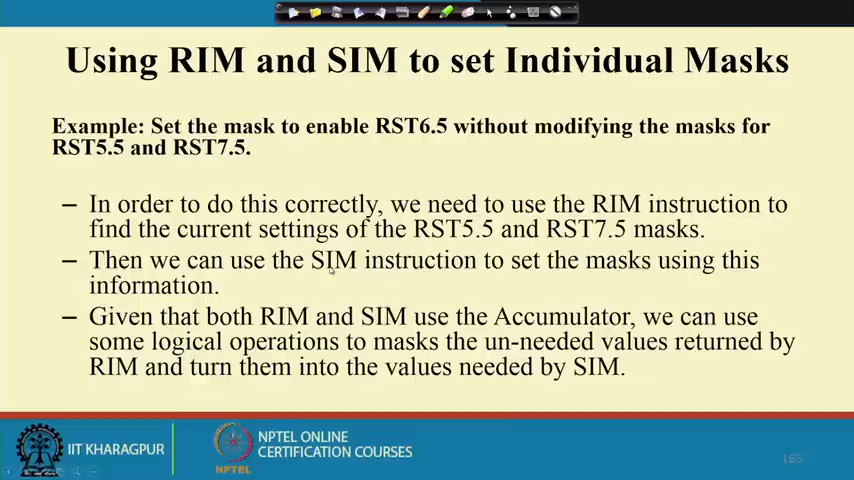 Using RIM and SIM to set Individual Masks
Example: Set the mask to enable RST6.5 without modifying the masks for
RST5.5 and RST7.5.
– In order to do this correctly, we need to use the RIM instruction to
find the current settings of the RST5.5 and RST7.5 masks.
– Then we can use the SIM instruction to set the masks using this
information.
– Given that both RIM and SIM use the Accumulator, we can use
some logical operations to masks the un-needed values returned by
RIM and turn them into the values needed by SIM.
IIT KHARAGPUR
NPTEL
NPTEL ONLINE
CERTIFICATION COURSES
163